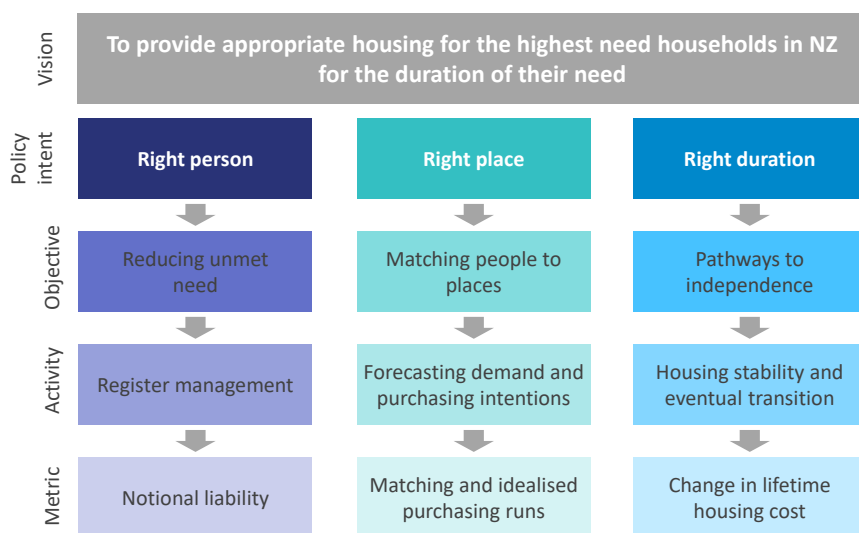 Vision
To provide appropriate housing for the highest need households in NZ
for the duration of their need
Policy
intent
Right person
Right place
Right duration
Objective
Reducing unmet
need
Matching people to
places
Pathways to
independence
Activity
Register management
Forecasting demand and
purchasing intentions
Housing stability and
eventual transition
Metric
Notional liability
Matching and idealised
purchasing runs
Change in lifetime
housing cost